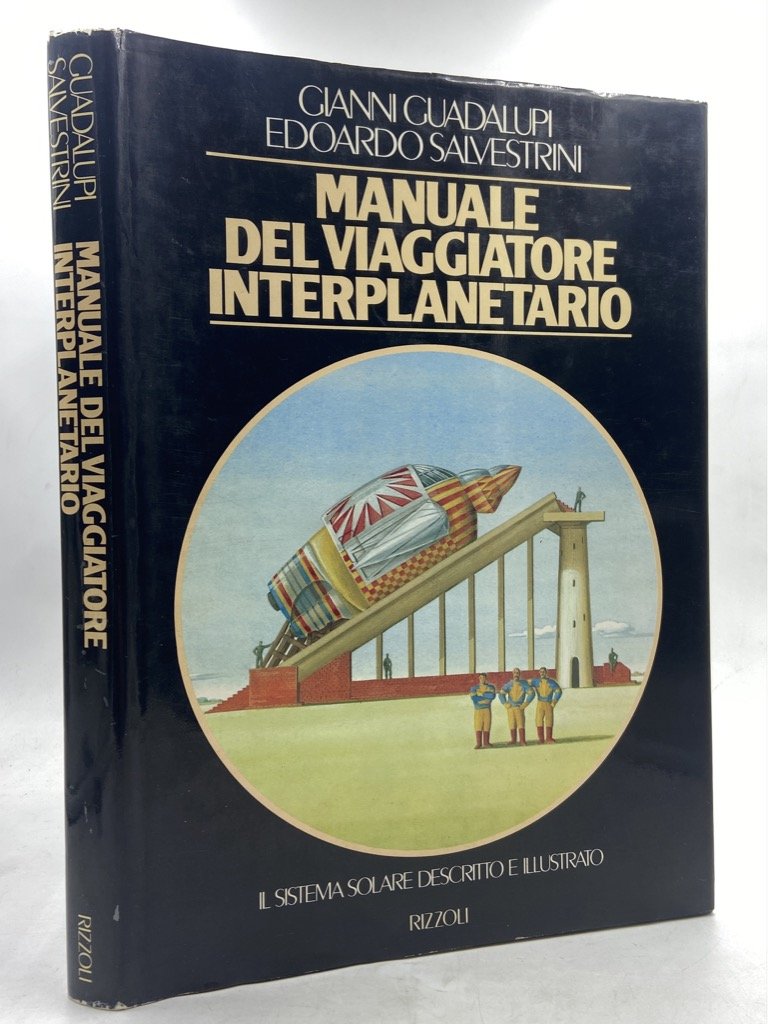 GUADALUPI
SALVESTRINI
MANUALE DEL VIAGGIATORE
INTERPLANETARIO
RIZZOLI
GIANNI GUADALUPI
EDOARDO SALVESTRINI
MANUALE
DEL VIAGGIATORE
INTERPLANETARIO
IL SISTEMA SOLARE DESCRITTO E ILLUSTRATO
RIZZOLI